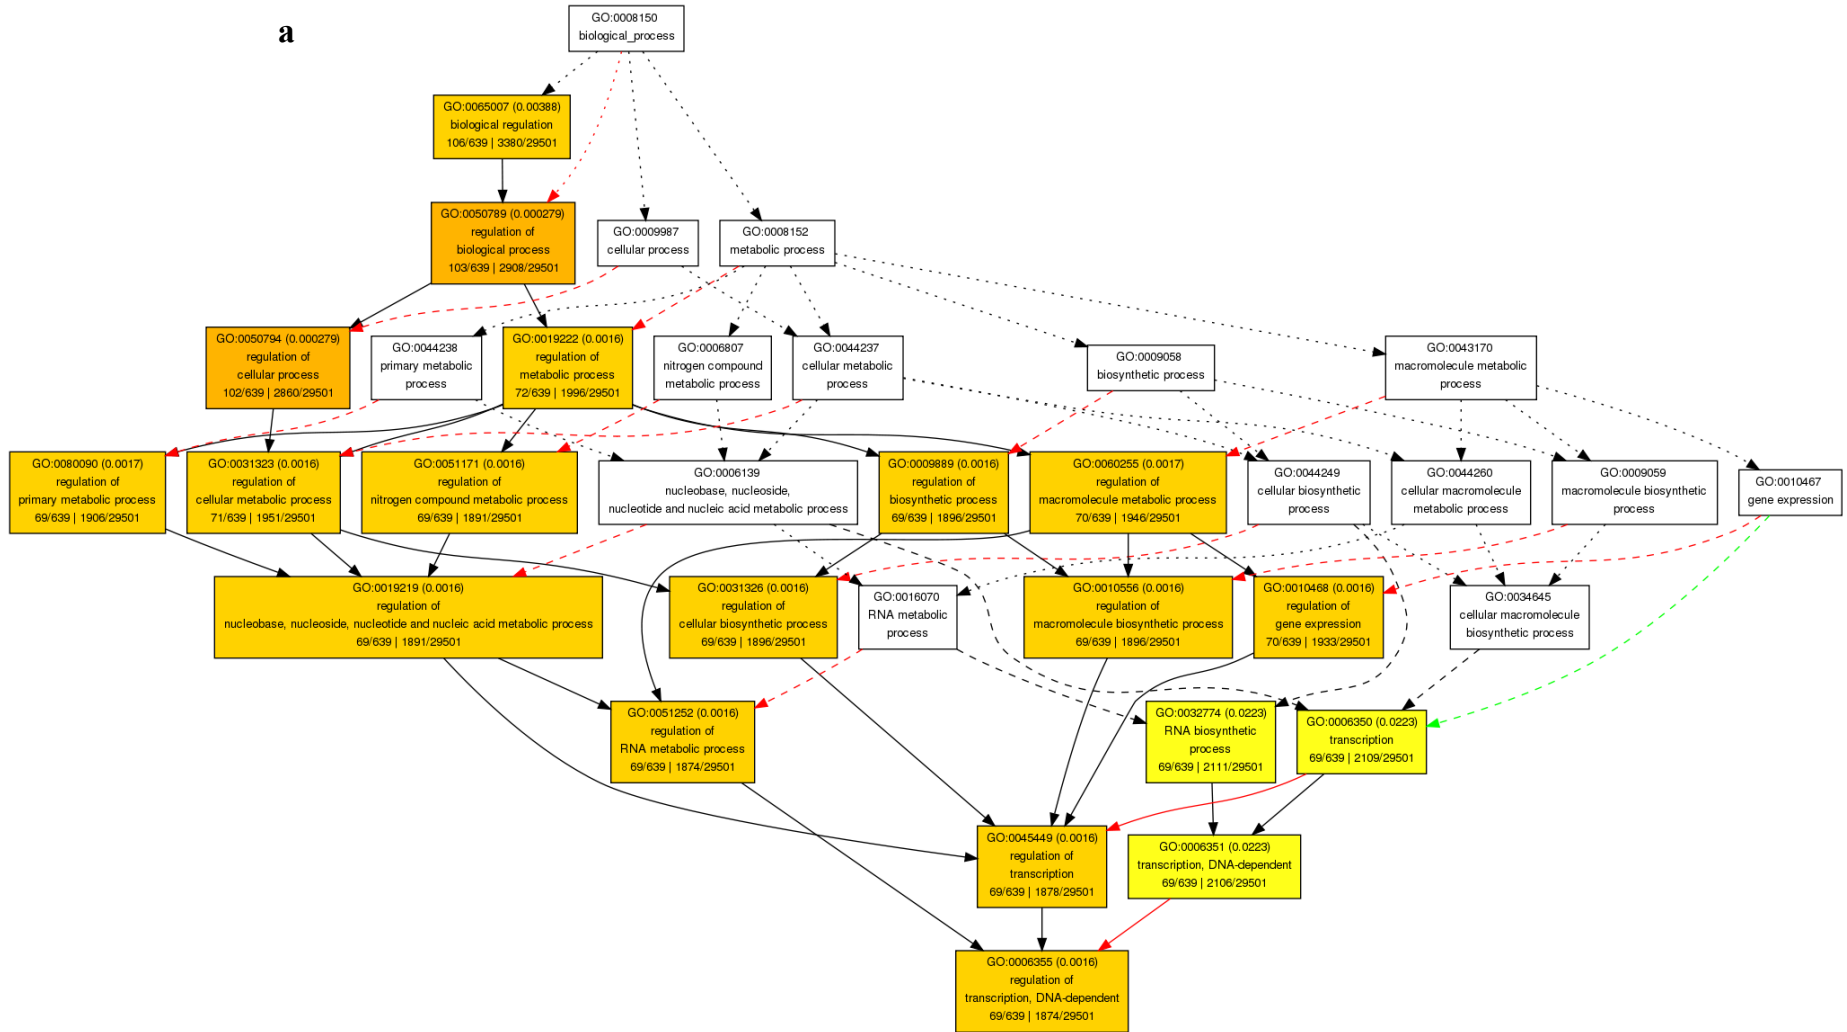 a
GO:0008150
biological_process
GO:0065007 (0.00388)
biological regulation
106/639 | 3380/29501
GO:0050789 (0.000279)
regulation of
biological process
103/639 | 2908/29501
GO:0009987
cellular process
GO:0008152
metabolic process
GO:0050794 (0.000279)
regulation of
cellular process
102/639 | 2860/29501
GO:0044238
primary metabolic
process
GO:0019222 (0.0016)
regulation of
metabolic process
72/639 | 1996/29501
GO:0006807
nitrogen compound
metabolic process
GO:0044237
cellular metabolic
process
GO:0009058
biosynthetic process
GO:0043170
macromolecule metabolic
process
GO:0080090 (0.0017)
regulation of
primary metabolic process
69/639 | 1906/29501
GO:0031323 (0.0016)
regulation of
cellular metabolic process
71/639 | 1951/29501
GO:0051171 (0.0016)
regulation of
nitrogen compound metabolic process
69/639 | 1891/29501
GO:0006139
nucleobase, nucleoside,
nucleotide and nucleic acid metabolic process
GO:0009889 (0.0016)
regulation of
biosynthetic process
69/639 | 1896/29501
GO:0060255 (0.0017)
regulation of
macromolecule metabolic process
70/639 | 1946/29501
GO:0044249
cellular biosynthetic
process
GO:0044260
cellular macromolecule
metabolic process
GO:0009059
macromolecule biosynthetic
process
GO:0010467
gene expression
GO:0019219 (0.0016)
regulation of
nucleobase, nucleoside, nucleotide and nucleic acid metabolic process
69/639 | 1891/29501
GO:0031326 (0.0016)
regulation of
cellular biosynthetic process
69/639 | 1896/29501
GO:0016070
RNA metabolic
process
GO:0010556 (0.0016)
regulation of
macromolecule biosynthetic process
69/639 | 1896/29501
GO:0010468 (0.0016)
regulation of
gene expression
70/639 | 1933/29501
GO:0034645
cellular macromolecule
biosynthetic process
GO:0051252 (0.0016)
regulation of
RNA metabolic process
69/639 | 1874/29501
GO:0032774 (0.0223)
RNA biosynthetic
process
69/639 | 2111/29501
GO:0006350 (0.0223)
transcription
69/639 | 2109/29501
GO:0045449 (0.0016)
regulation of
transcription
69/639 | 1878/29501
GO:0006351 (0.0223)
transcription, DNA-dependent
69/639 | 2106/29501
GO:0006355 (0.0016)
regulation of
transcription, DNA-dependent
69/639 | 1874/29501